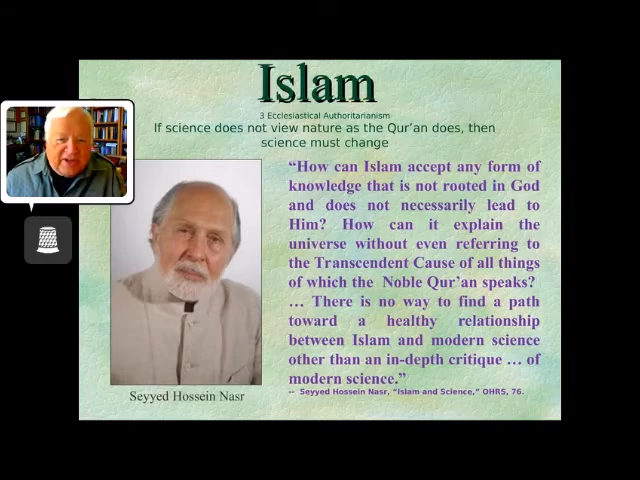 Islam
3 Ecclesiastical Authoritarianism
If science does not view nature as the Qur’an does, then
science must change
“How can Islam accept any form of
knowledge that is not rooted in God
and does not necessarily lead to
Him? How can it explain the
universe without even referring to
the Transcendent Cause of all things
of which the Noble Qur’an speaks?
… There is no way to find a path
toward a healthy relationship
between Islam and modern science
other than an in-depth critique … of
modern science.”
-- Seyyed Hossein Nasr, “Islam and Science,” OHRS, 76.
Seyyed Hossein Nasr